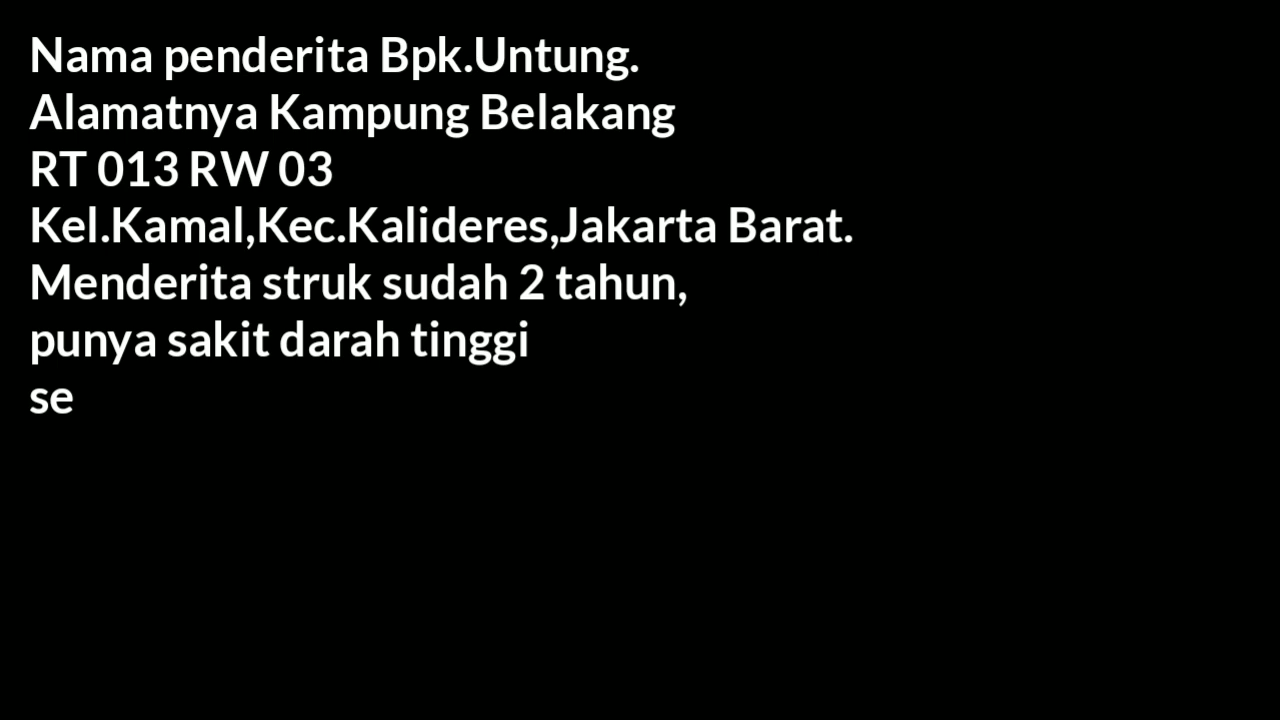 Nama penderita Bpk.Untung.
Alamatnya Kampung Belakang
RT 013 RW 03
Kel.Kamal,Kec.Kalideres,Jakarta Barat.
Menderita struk sudah 2 tahun,
punya sakit darah tinggi
se